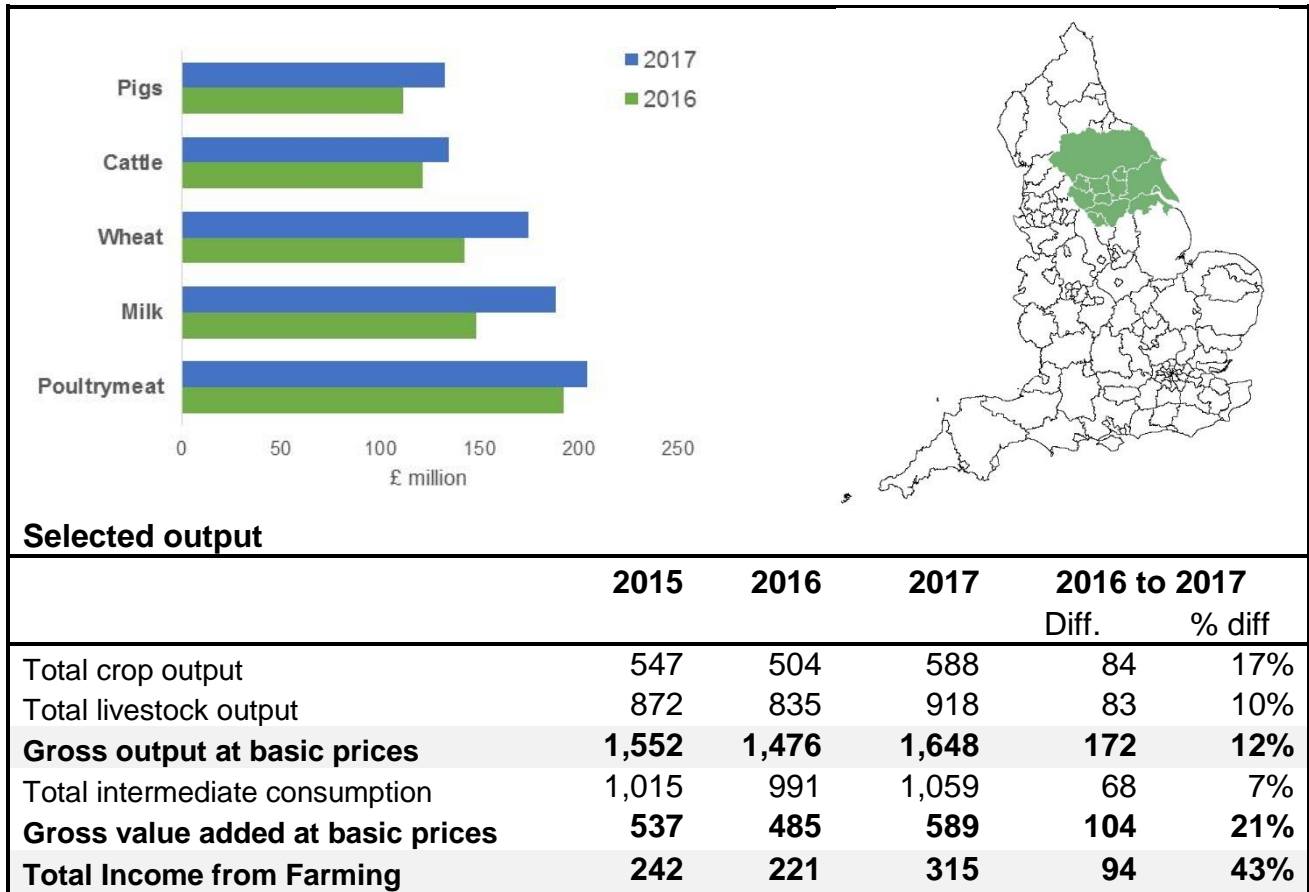 2017
2016
Pigs
Cattle
Wheat
Milk
Poultrymeat
0 50 100 150 200 250
£ million
Selected output
2015 2016 2017 2016 to 2017
Diff. % diff
Total crop output 547 504 588 84 17%
Total livestock output 872 835 918 83 10%
Gross output at basic prices 1,552 1,476 1,648 172 12%
Total intermediate consumption 1,015 991 1,059 68 7%
Gross value added at basic prices 537 485 589 104 21%
Total Income from Farming 242 221 315 94 43%